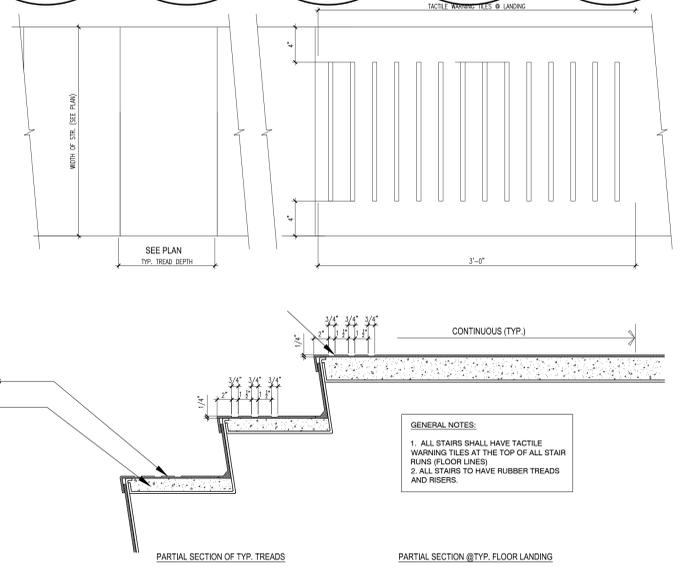 TACTILE WARNING TILES @ LANDING
4"
WIDTH OF STR. (SEE PLAN)
4"
SEE PLAN
TYP. TREAD DEPTH
3'-0"
3/4" 3/4" 3/4"
2" 1 1/2" 1 1/2"
1/4"
CONTINUOUS (TYP.)
3/4" 3/4" 3/4"
2" 1 1/2" 1 1/2"
1/4"
GENERAL NOTES:
1. ALL STAIRS SHALL HAVE TACTILE
WARNING TILES AT THE TOP OF ALL STAIR
RUNS (FLOOR LINES)
2. ALL STAIRS TO HAVE RUBBER TREADS
AND RISERS.
PARTIAL SECTION OF TYP. TREADS
PARTIAL SECTION @TYP. FLOOR LANDING